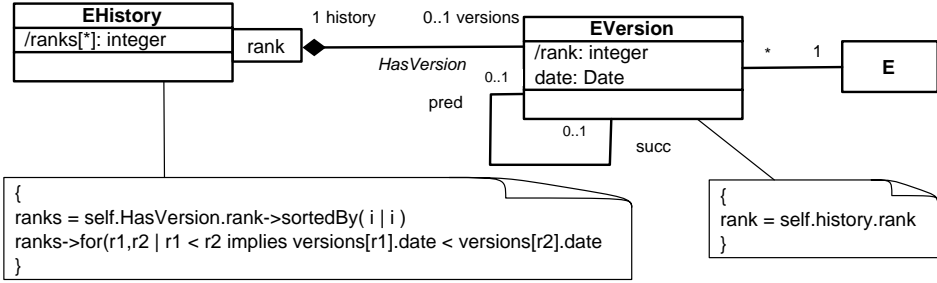 EHistory
/ranks[*]: integer
rank
1 history
0..1 versions
HasVersion
EVersion
/rank: integer
date: Date
* 1
E
0..1
pred
0..1
succ
{
ranks = self.HasVersion.rank->sortedBy( i | i )
ranks->for(r1,r2 | r1 < r2 implies versions[r1].date < versions[r2].date
}
{
rank = self.history.rank
}